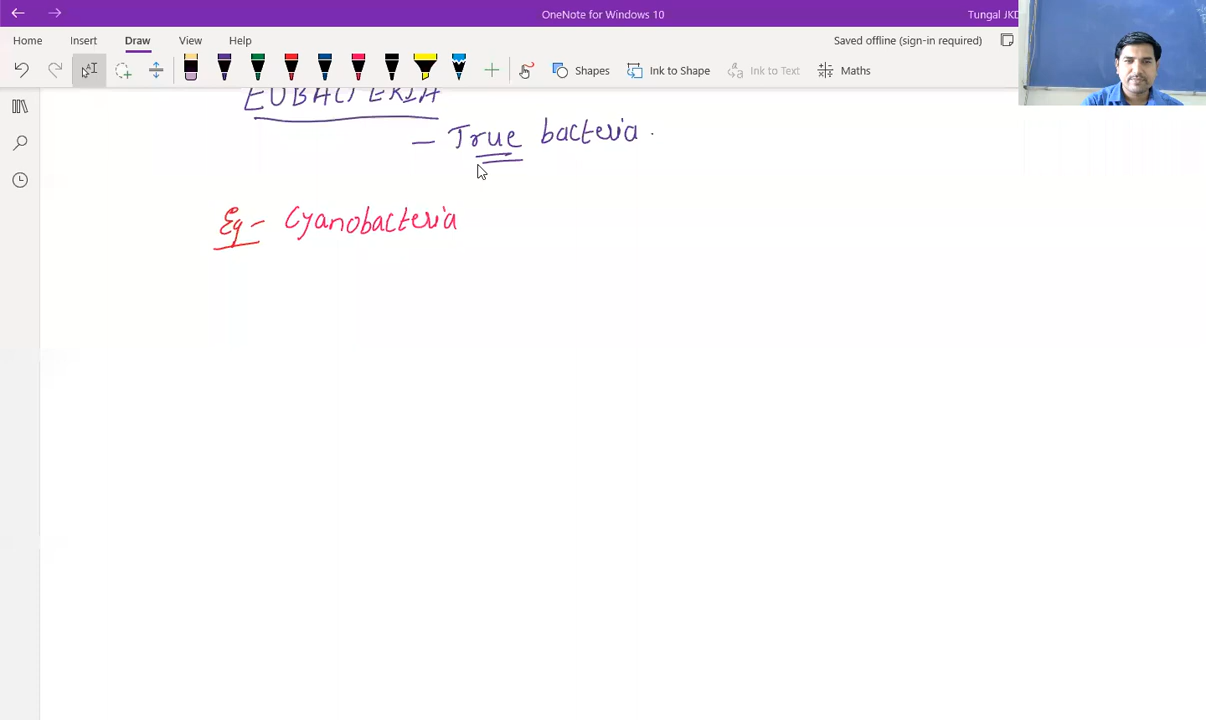 OneNote for Windows 10
Tungal JKD
Home Insert Draw View Help
Saved offline (sign-in required)
Shapes Ink to Shape Ink to Text Maths
EUBACTERIA
— True bacteria.
Eg - Cyanobacteria